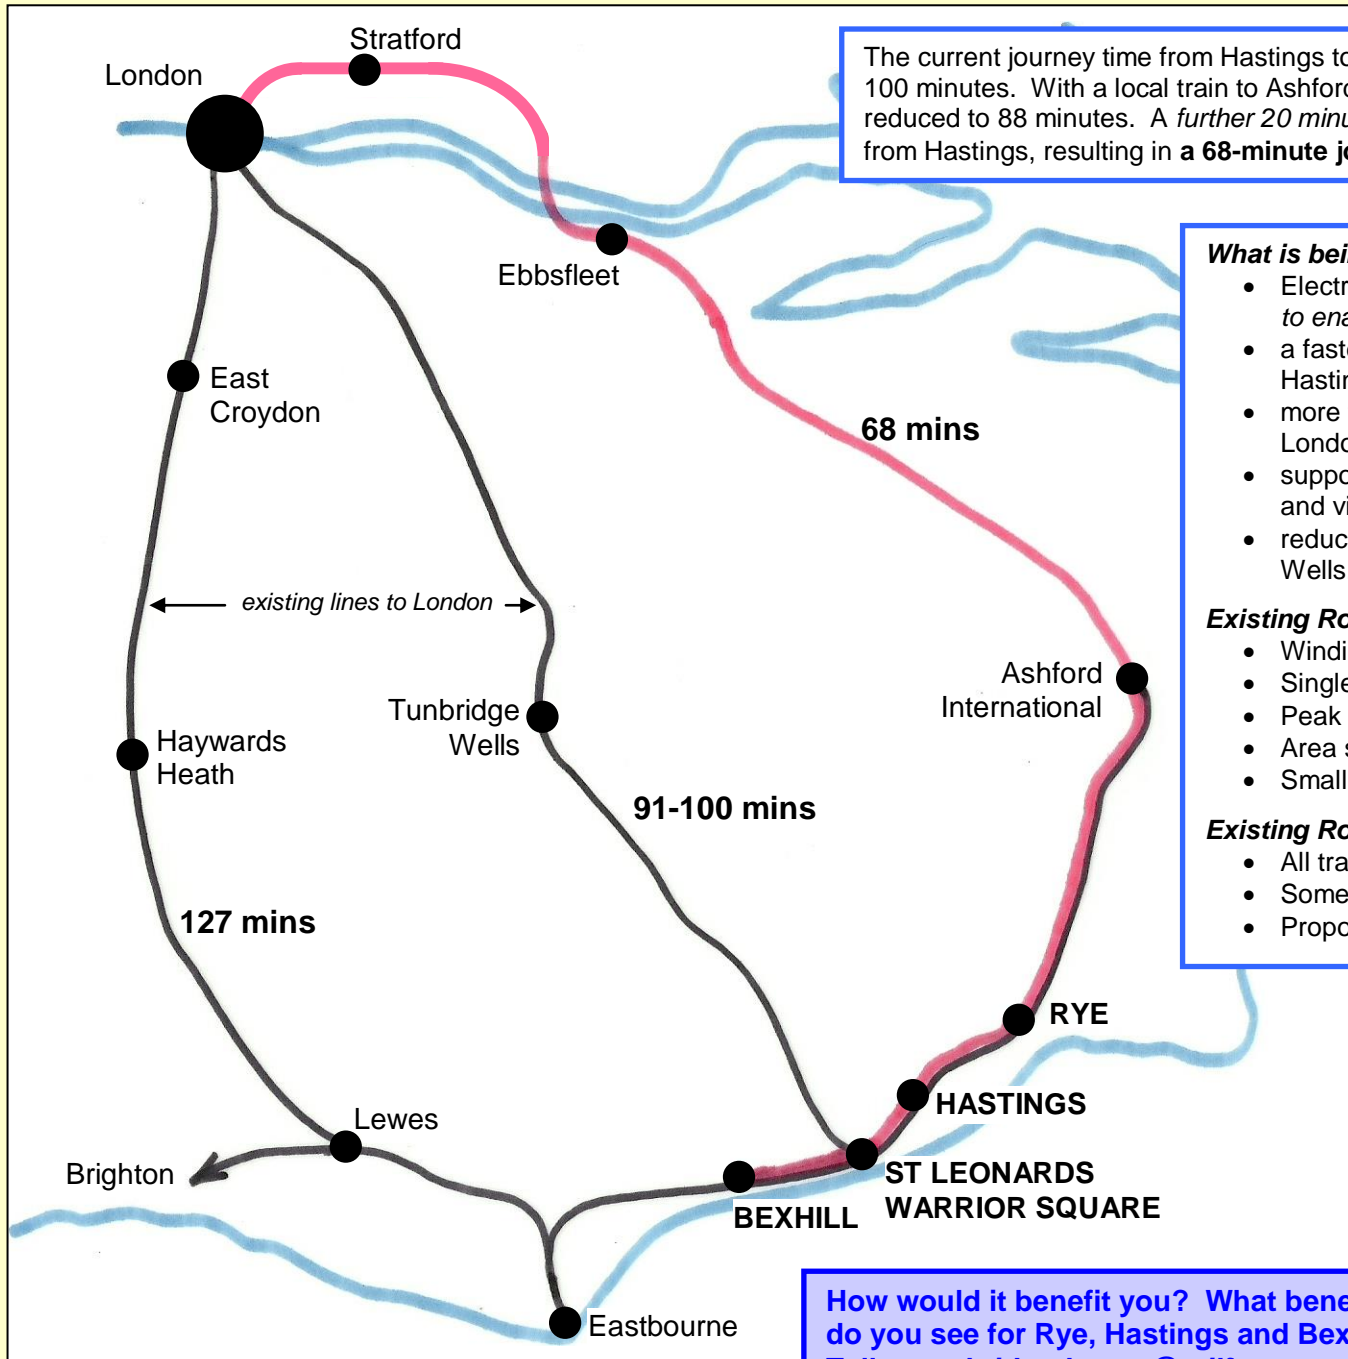 Stratford
London
The current journey time from Hastings to
100 minutes. With a local train to Ashford
reduced to 88 minutes. A further 20 minu
from Hastings, resulting in a 68-minute jo
Ebbsfleet
What is bei
• Electr
to ena
• a fast
Hastin
• more
Londo
• suppo
and vi
• reduc
Wells
East
Croydon
68 mins
existing lines to London
Existing Ro
• Windi
• Single
• Peak
• Area s
• Small
Ashford
International
Tunbridge
Wells
Haywards
Heath
91-100 mins
Existing Ro
• All tra
• Some
• Propo
127 mins
RYE
HASTINGS
Lewes
Brighton
ST LEONARDS
WARRIOR SQUARE
BEXHILL
How would it benefit you? What bene
do you see for Rye, Hastings and Bex
Eastbourne